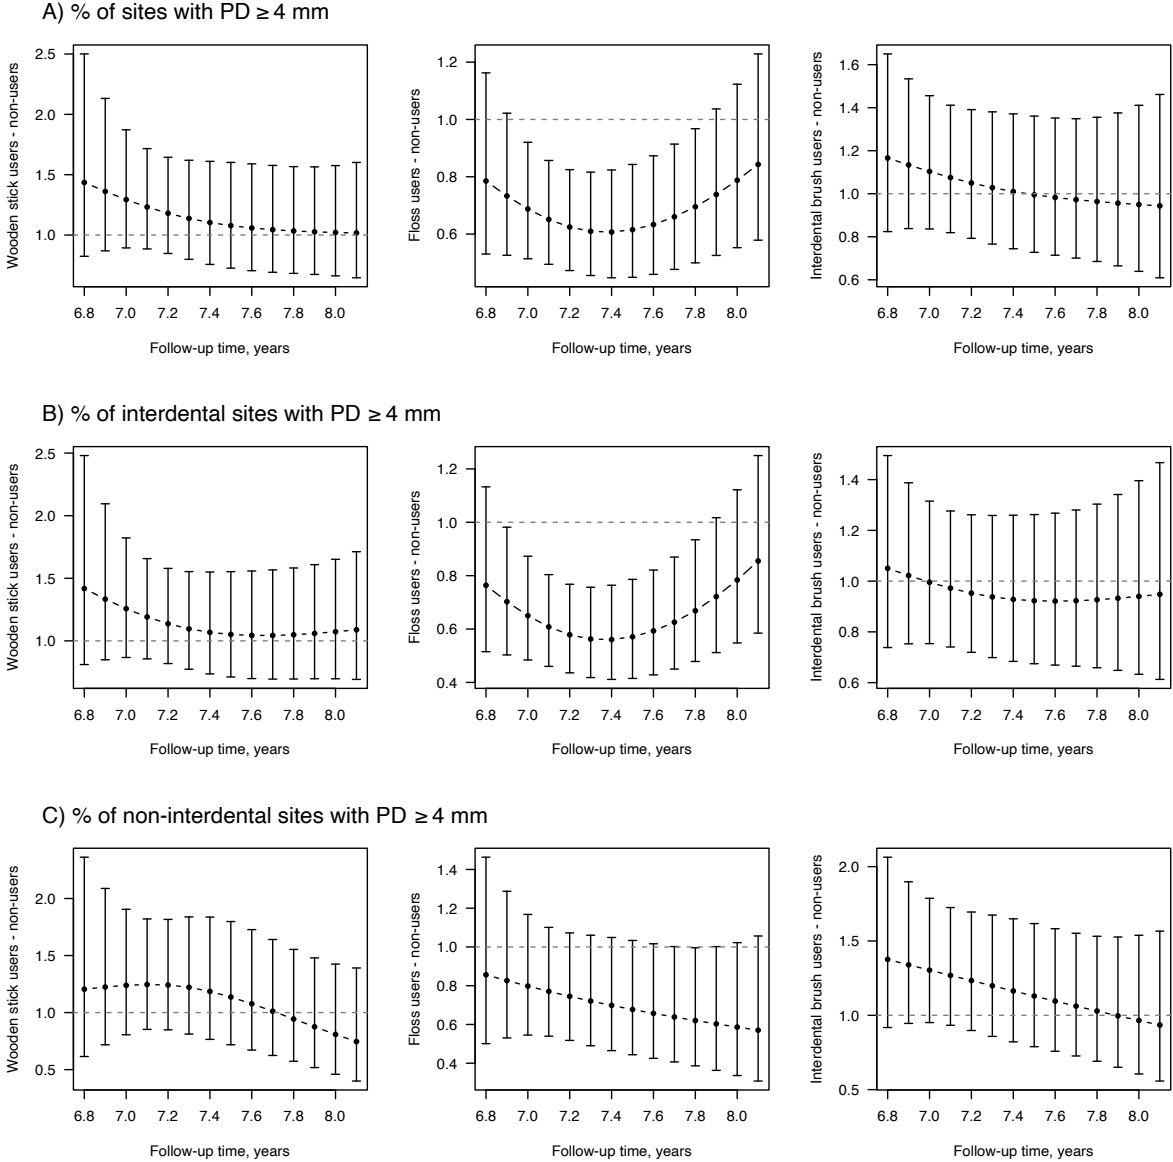 A) % of sites with PD ≥ 4 mm
Wooden stick users - non-users
2.5
2.0
1.5
1.0
6.8 7.0 7.2 7.4 7.6 7.8 8.0
Follow-up time, years
Floss users - non-users
1.2
1.0
0.8
0.6
6.8 7.0 7.2 7.4 7.6 7.8 8.0
Follow-up time, years
Interdental brush users - non-users
1.6
1.4
1.2
1.0
0.8
0.6
6.8 7.0 7.2 7.4 7.6 7.8 8.0
Follow-up time, years
B) % of interdental sites with PD ≥ 4 mm
Wooden stick users - non-users
2.5
2.0
1.5
1.0
6.8 7.0 7.2 7.4 7.6 7.8 8.0
Follow-up time, years
Floss users - non-users
1.2
1.0
0.8
0.6
0.4
6.8 7.0 7.2 7.4 7.6 7.8 8.0
Follow-up time, years
Interdental brush users - non-users
1.4
1.2
1.0
0.8
0.6
6.8 7.0 7.2 7.4 7.6 7.8 8.0
Follow-up time, years
C) % of non-interdental sites with PD ≥ 4 mm
Wooden stick users - non-users
2.0
1.5
1.0
0.5
6.8 7.0 7.2 7.4 7.6 7.8 8.0
Follow-up time, years
Floss users - non-users
1.4
1.2
1.0
0.8
0.6
0.4
6.8 7.0 7.2 7.4 7.6 7.8 8.0
Follow-up time, years
Interdental brush users - non-users
2.0
1.5
1.0
0.5
6.8 7.0 7.2 7.4 7.6 7.8 8.0
Follow-up time, years